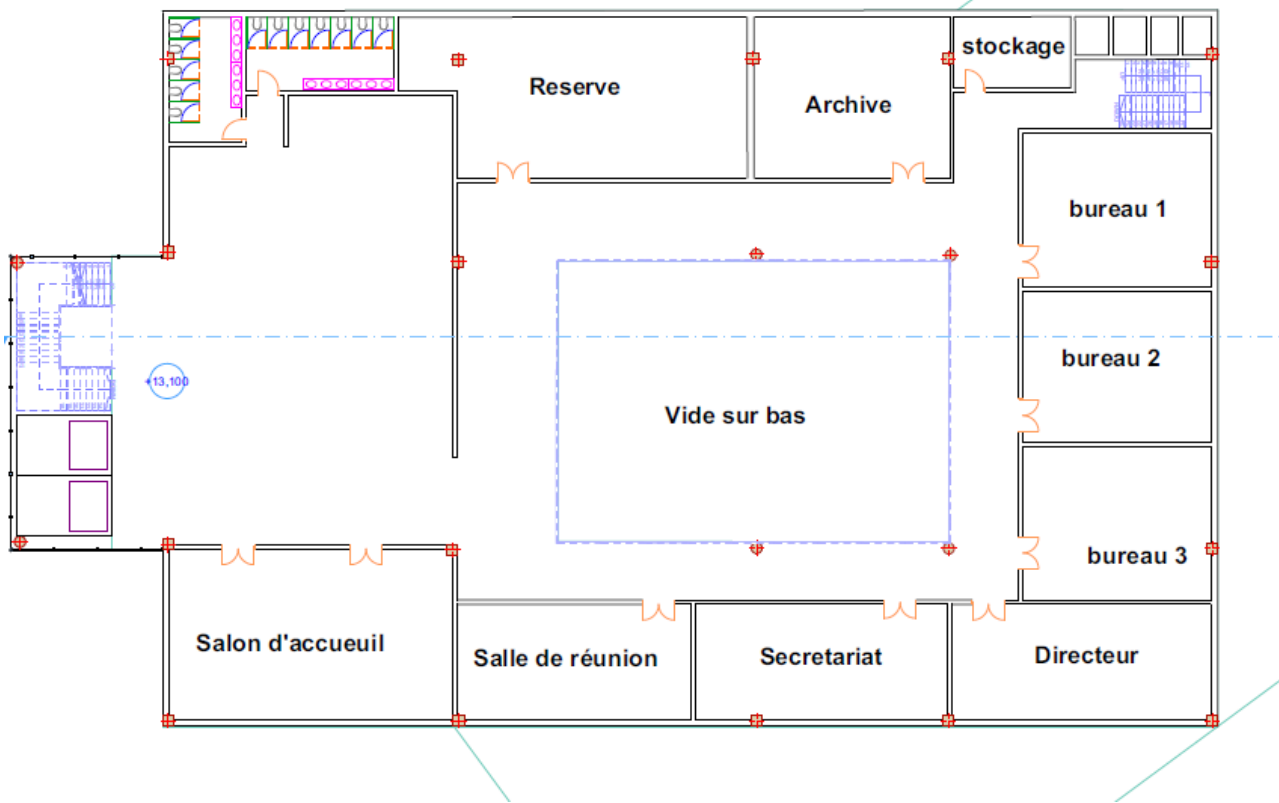 stockage
Reserve
Archive
bureau 1
bureau 2
+13,100
Vide sur bas
bureau 3
Salon d'accueuil
Salle de réunion
Secretariat
Directeur